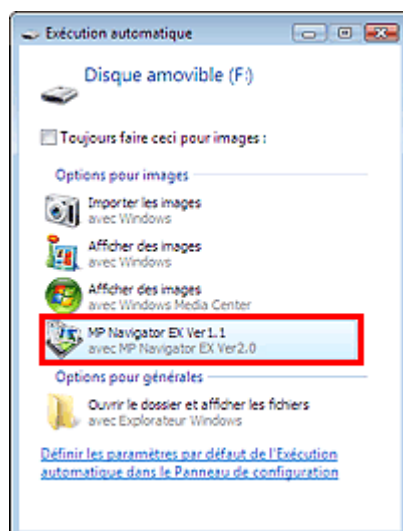 Exécution automatique
Disque amovible (F:)
Toujours faire ceci pour images :
Options pour images
Importer les images
avec Windows
Afficher des images
avec Windows
Afficher des images
avec Windows Media Center
MP Navigator EX Ver1.1
avec MP Navigator EX Ver2.0
Options pour générales
Ouvrir le dossier et afficher les fichiers
avec Explorateur Windows
Définir les paramètres par défaut de l'Exécution
automatique dans le Panneau de configuration